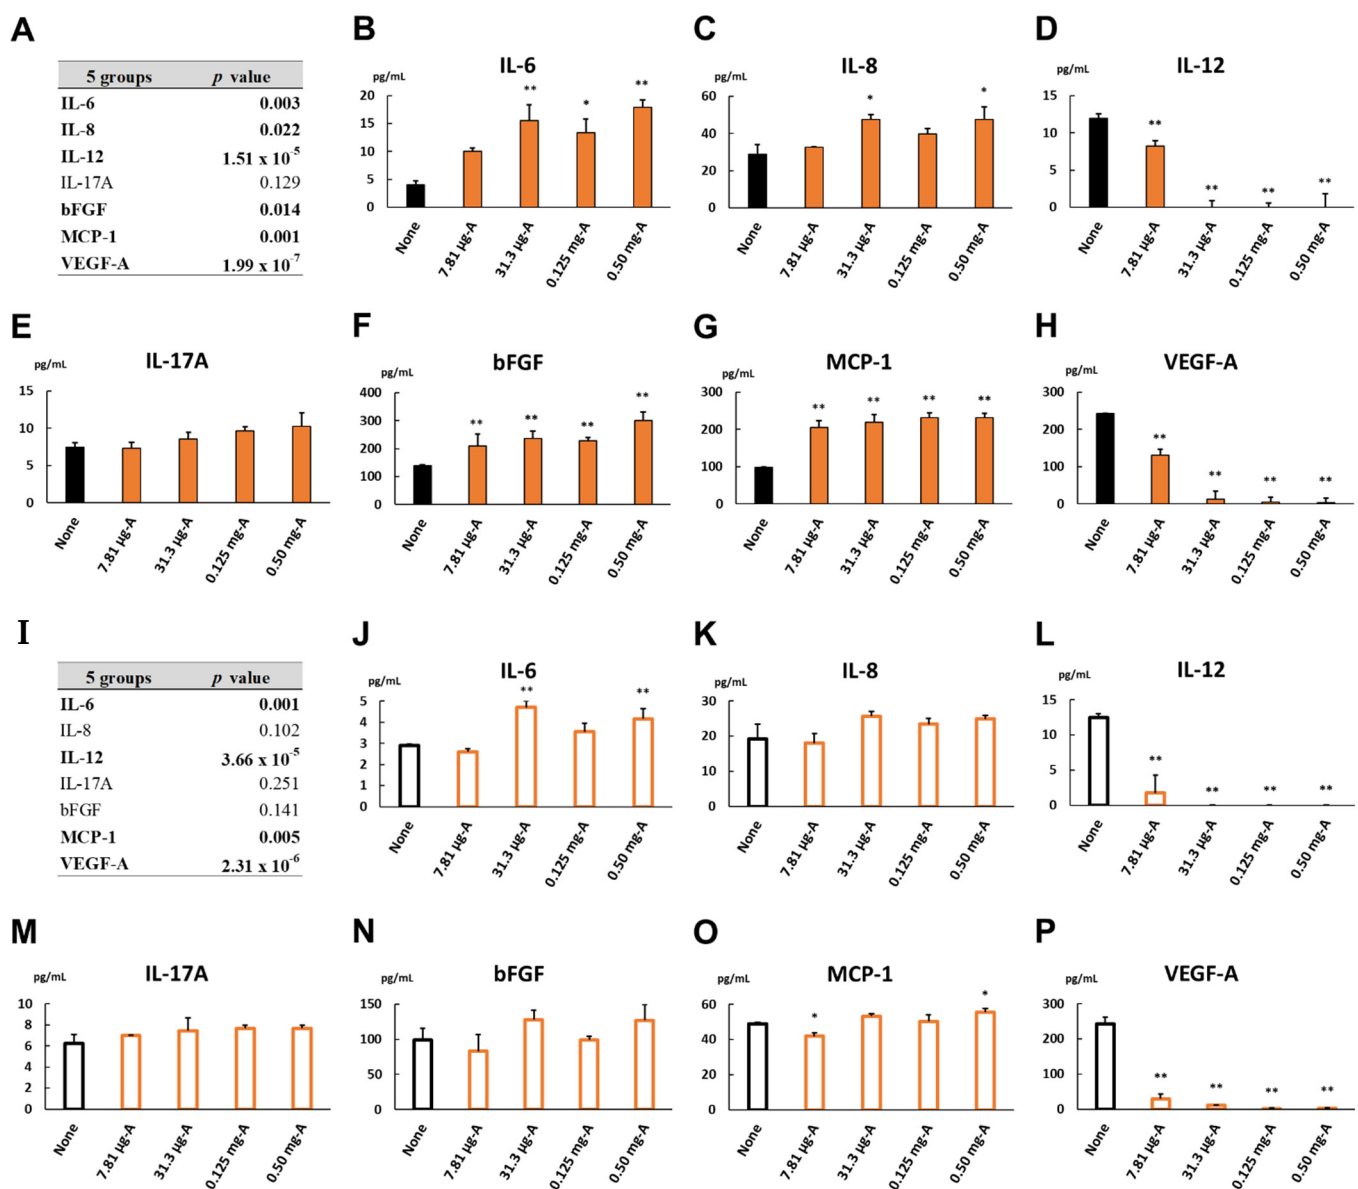 A
5 groups p value
IL-6 0.003
IL-8 0.022
IL-12 1.51 x 10-5
IL-17A 0.129
bFGF 0.014
MCP-1 0.001
VEGF-A 1.99 x 10-7
B
IL-6
pg/mL
20
15
10
5
0
** * **
None 7.81 µg-A 31.3 µg-A 0.125 mg-A 0.50 mg-A
C
IL-8
pg/mL
60
40
20
0
* *
None 7.81 µg-A 31.3 µg-A 0.125 mg-A 0.50 mg-A
D
IL-12
pg/mL
15
10
5
0
** ** ** **
None 7.81 µg-A 31.3 µg-A 0.125 mg-A 0.50 mg-A
E
IL-17A
pg/mL
15
10
5
0
None 7.81 µg-A 31.3 µg-A 0.125 mg-A 0.50 mg-A
F
bFGF
pg/mL
400
300
200
100
0
** ** ** **
None 7.81 µg-A 31.3 µg-A 0.125 mg-A 0.50 mg-A
G
MCP-1
pg/mL
300
200
100
0
** ** ** **
None 7.81 µg-A 31.3 µg-A 0.125 mg-A 0.50 mg-A
H
VEGF-A
pg/mL
300
200
100
0
** ** ** **
None 7.81 µg-A 31.3 µg-A 0.125 mg-A 0.50 mg-A
I
5 groups p value
IL-6 0.001
IL-8 0.102
IL-12 3.66 x 10-5
IL-17A 0.251
bFGF 0.141
MCP-1 0.005
VEGF-A 2.31 x 10-6
J
IL-6
pg/mL
5
4
3
2
1
0
** **
None 7.81 µg-A 31.3 µg-A 0.125 mg-A 0.50 mg-A
K
IL-8
pg/mL
30
20
10
0
None 7.81 µg-A 31.3 µg-A 0.125 mg-A 0.50 mg-A
L
IL-12
pg/mL
15
10
5
0
** ** ** **
None 7.81 µg-A 31.3 µg-A 0.125 mg-A 0.50 mg-A
M
IL-17A
pg/mL
10
8
6
4
2
0
None 7.81 µg-A 31.3 µg-A 0.125 mg-A 0.50 mg-A
N
bFGF
pg/mL
150
100
50
0
None 7.81 µg-A 31.3 µg-A 0.125 mg-A 0.50 mg-A
O
MCP-1
pg/mL
60
40
20
0
* *
None 7.81 µg-A 31.3 µg-A 0.125 mg-A 0.50 mg-A
P
VEGF-A
pg/mL
300
200
100
0
** ** ** **
None 7.81 µg-A 31.3 µg-A 0.125 mg-A 0.50 mg-A